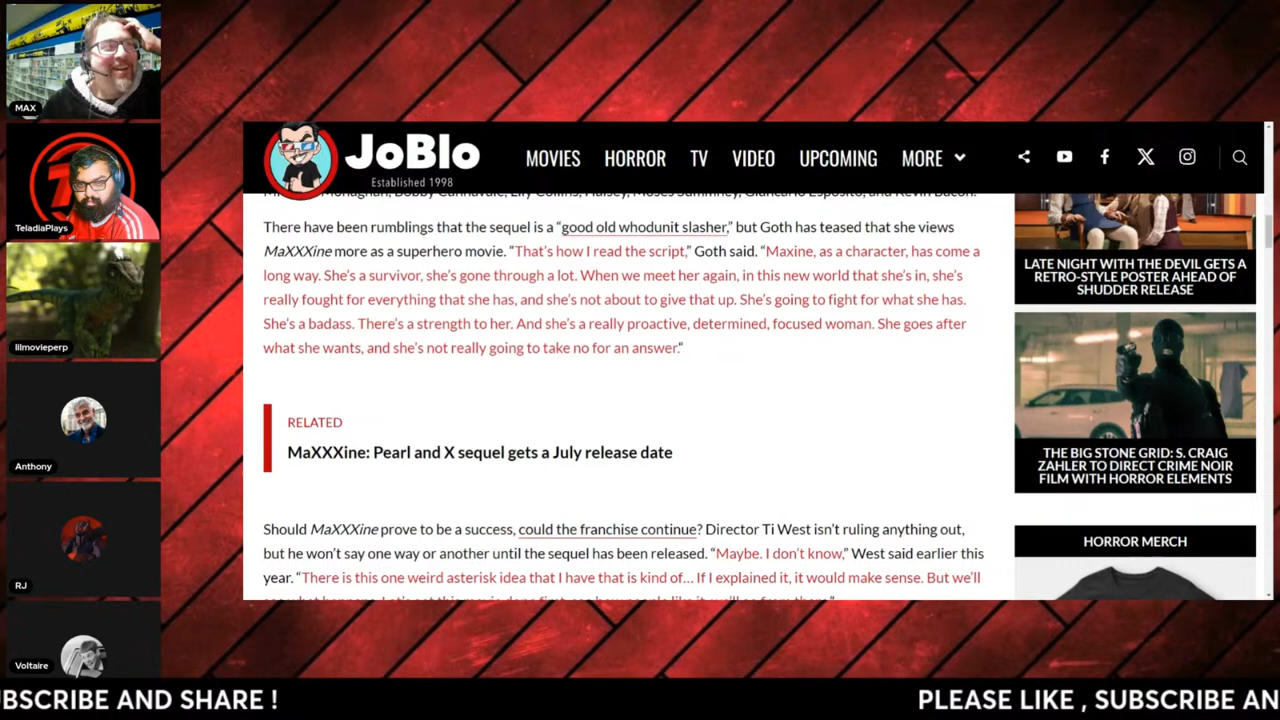 MAX
TeladiaPlays
lilmovieperp
Anthony
RJ
Voltaire
JoBlo
Established 1998
MOVIES HORROR TV VIDEO UPCOMING MORE
There have been rumblings that the sequel is a “good old whodunit slasher,” but Goth has teased that she views
MaXXXine more as a superhero movie. “That’s how I read the script,” Goth said. “Maxine, as a character, has come a
long way. She’s a survivor, she’s gone through a lot. When we meet her again, in this new world that she’s in, she’s
really fought for everything that she has, and she’s not about to give that up. She’s going to fight for what she has.
She’s a badass. There’s a strength to her. And she’s a really proactive, determined, focused woman. She goes after
what she wants, and she’s not really going to take no for an answer.“
RELATED
MaXXXine: Pearl and X sequel gets a July release date
Should MaXXXine prove to be a success, could the franchise continue? Director Ti West isn’t ruling anything out,
but he won’t say one way or another until the sequel has been released. “Maybe. I don’t know,” West said earlier this
year. “There is this one weird asterisk idea that I have that is kind of… If I explained it, it would make sense. But we’ll
LATE NIGHT WITH THE DEVIL GETS A
RETRO-STYLE POSTER AHEAD OF
SHUDDER RELEASE
THE BIG STONE GRID: S. CRAIG
ZAHLER TO DIRECT CRIME NOIR
FILM WITH HORROR ELEMENTS
HORROR MERCH
UBSCRIBE AND SHARE !
PLEASE LIKE , SUBSCRIBE AN